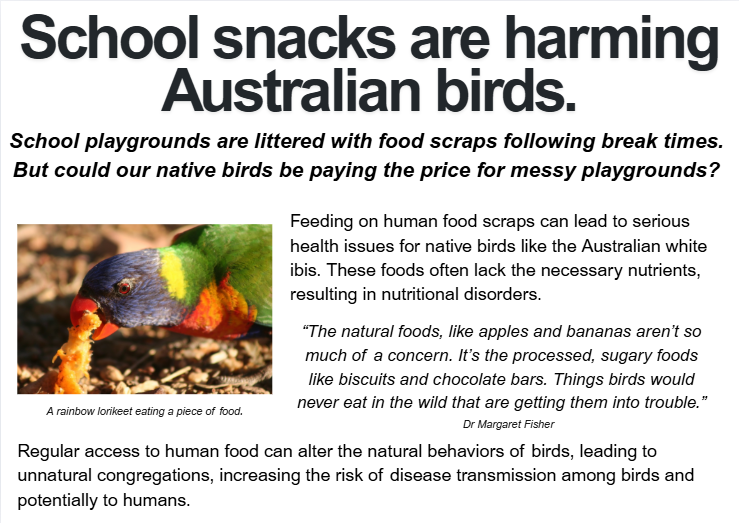 School snacks are harming
Australian birds.
School playgrounds are littered with food scraps following break times.
But could our native birds be paying the price for messy playgrounds?
Feeding on human food scraps can lead to serious
health issues for native birds like the Australian white
ibis. These foods often lack the necessary nutrients,
resulting in nutritional disorders.
“The natural foods, like apples and bananas aren’t so
much of a concern. It’s the processed, sugary foods
like biscuits and chocolate bars. Things birds would
never eat in the wild that are getting them into trouble.”
Dr Margaret Fisher
A rainbow lorikeet eating a piece of food.
Regular access to human food can alter the natural behaviors of birds, leading to
unnatural congregations, increasing the risk of disease transmission among birds and
potentially to humans.